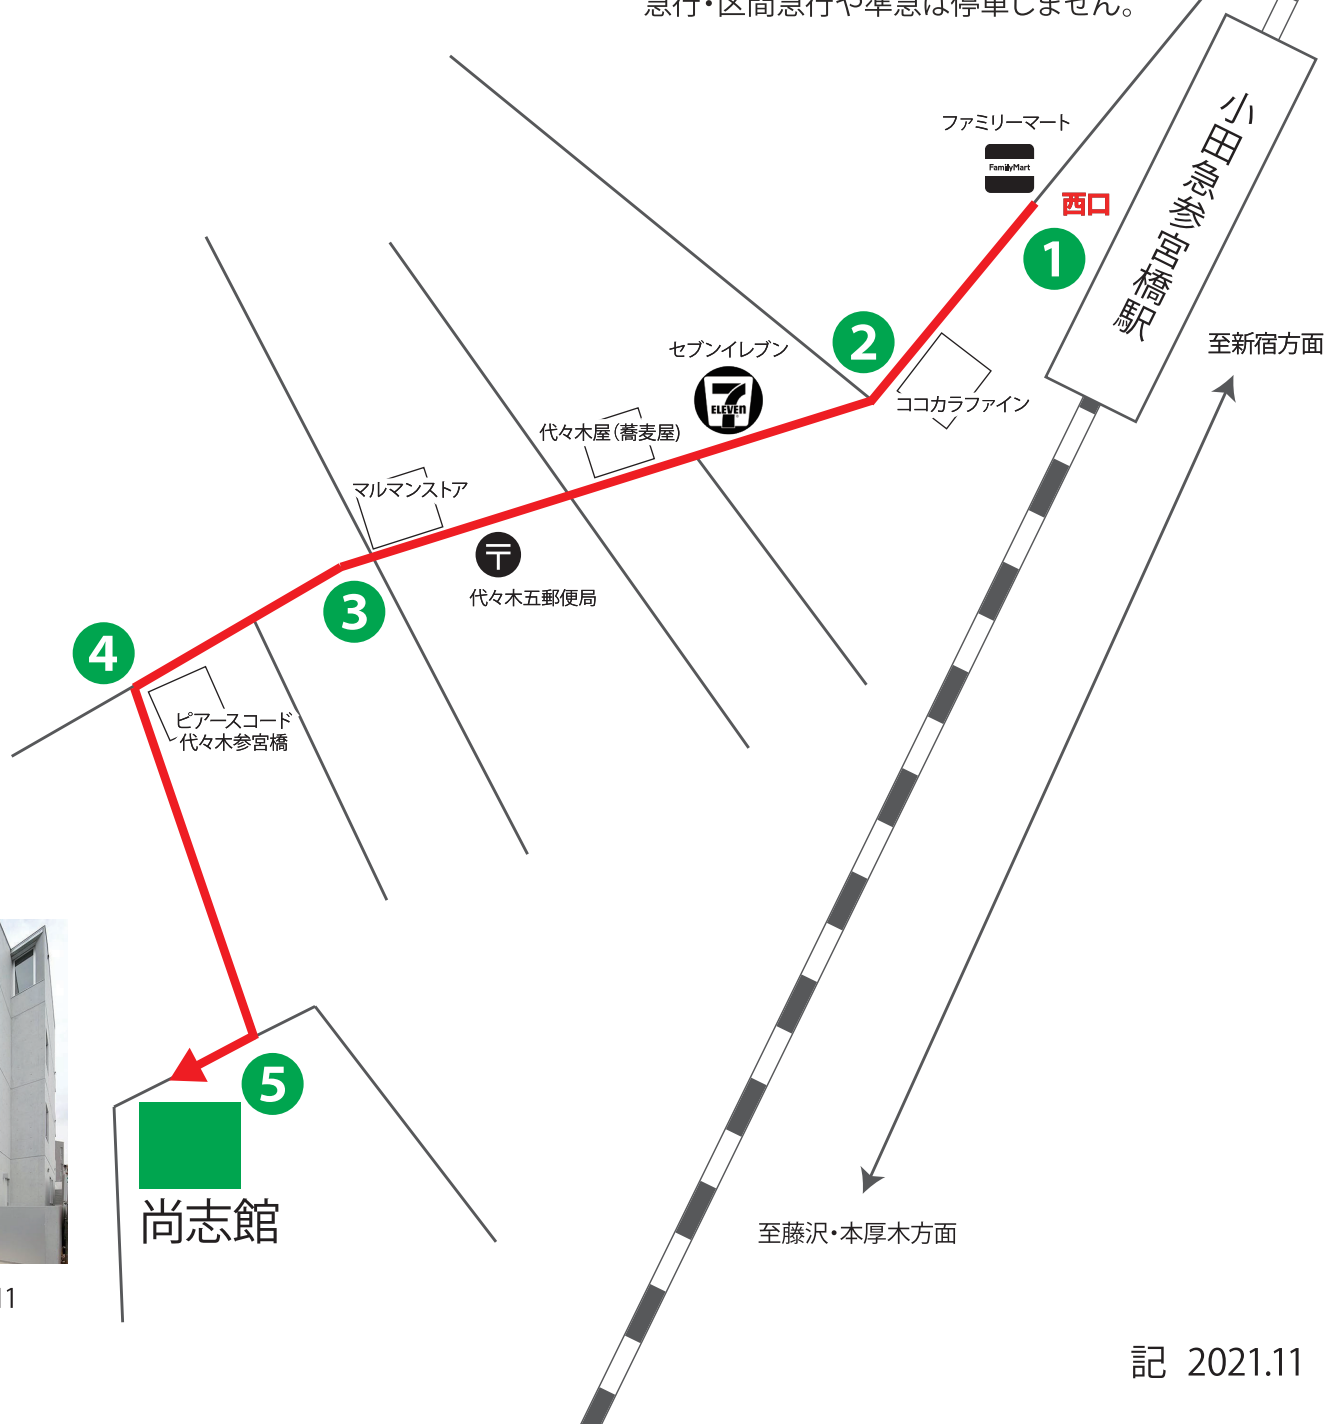 急行・区間急行や準急は停車しません。
ファミリーマート
FamilyMart
西口
1
小田急参宮橋駅
2
至新宿方面
セブンイレブン
7
ELEVEN
ココカラファイン
代々木屋(蕎麦屋)
マルマンストア
〒
代々木五郵便局
3
4
ピアースコード
代々木参宮橋
5
尚志館
至藤沢・本厚木方面
11
記 2021.11